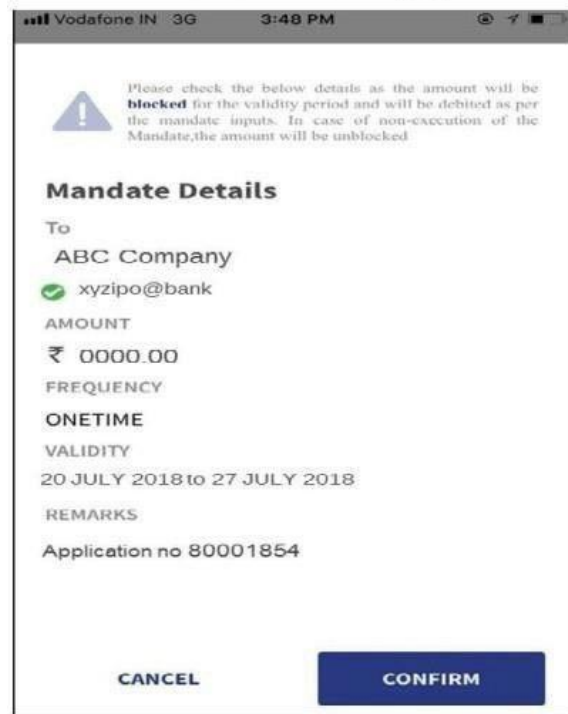 Vodafone IN 3G 3:48 PM
Please check the below details as the amount will be
blocked for the validity period and will be debited as per
the mandate inputs. In case of non-execution of the
Mandate,the amount will be unblocked
Mandate Details
To
ABC Company
xyzipo@bank
AMOUNT
₹ 0000.00
FREQUENCY
ONETIME
VALIDITY
20 JULY 2018 to 27 JULY 2018
REMARKS
Application no 80001854
CANCEL CONFIRM